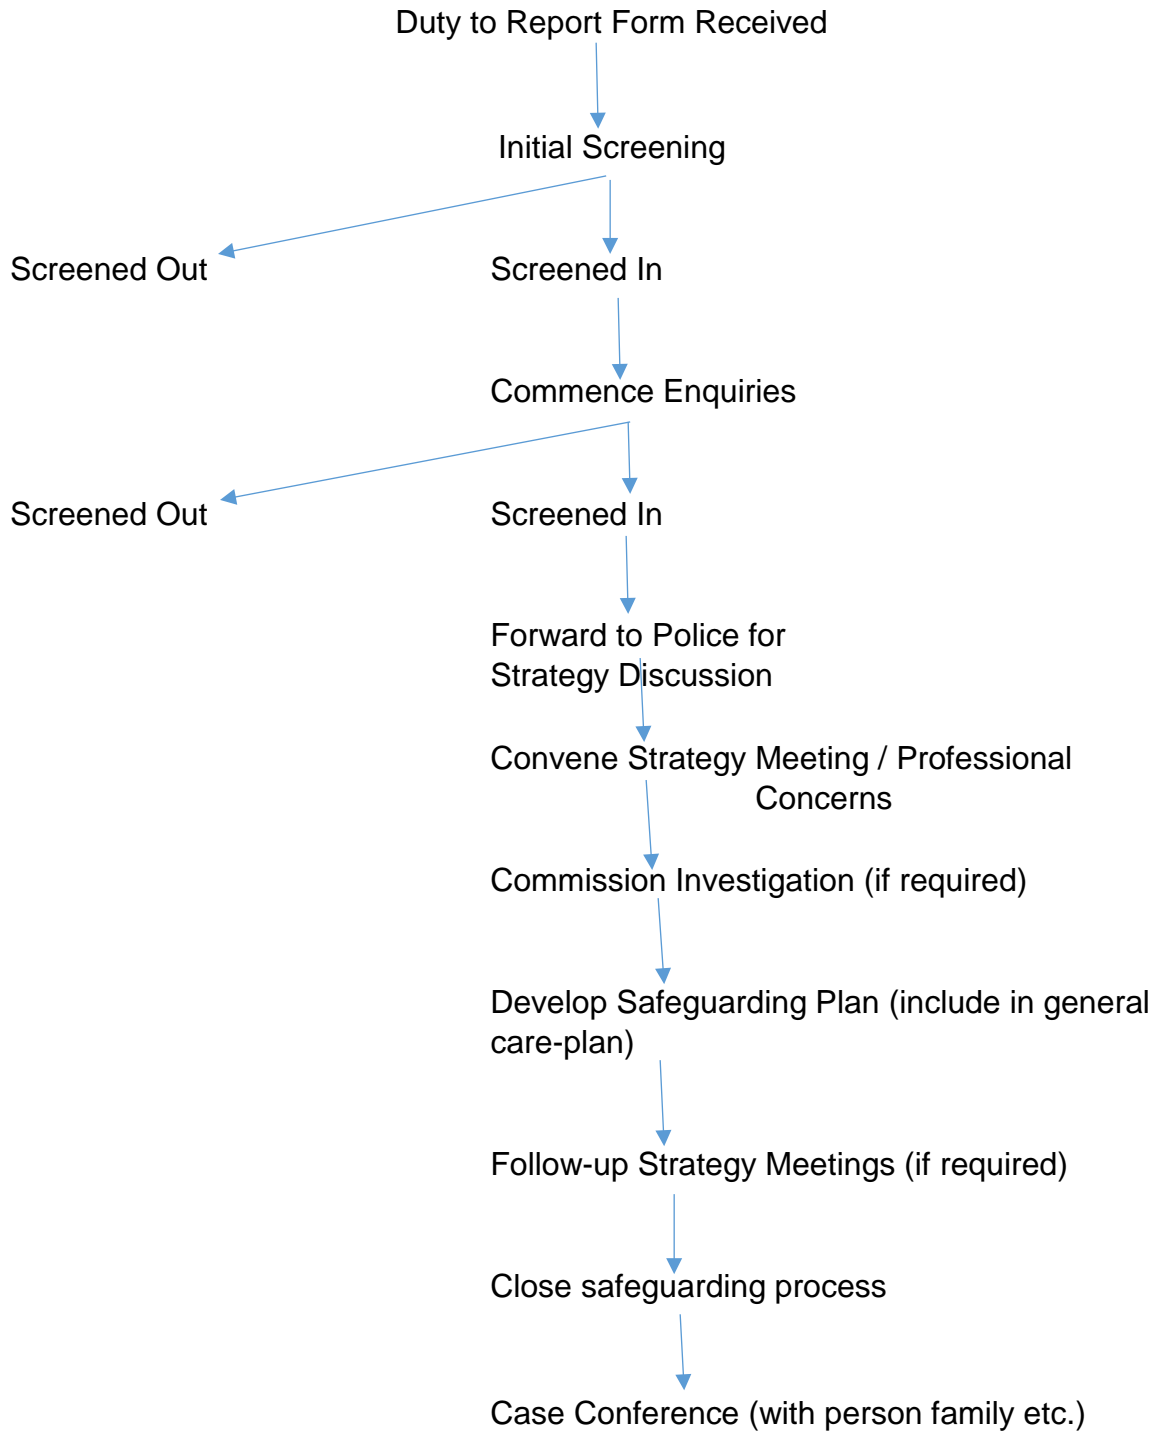 Duty to Report Form Received
Initial Screening
Screened Out
Screened In
Commence Enquiries
Screened Out
Screened In
Forward to Police for
Strategy Discussion
Convene Strategy Meeting / Professional
Concerns
Commission Investigation (if required)
Develop Safeguarding Plan (include in general
care-plan)
Follow-up Strategy Meetings (if required)
Close safeguarding process
Case Conference (with person family etc.)